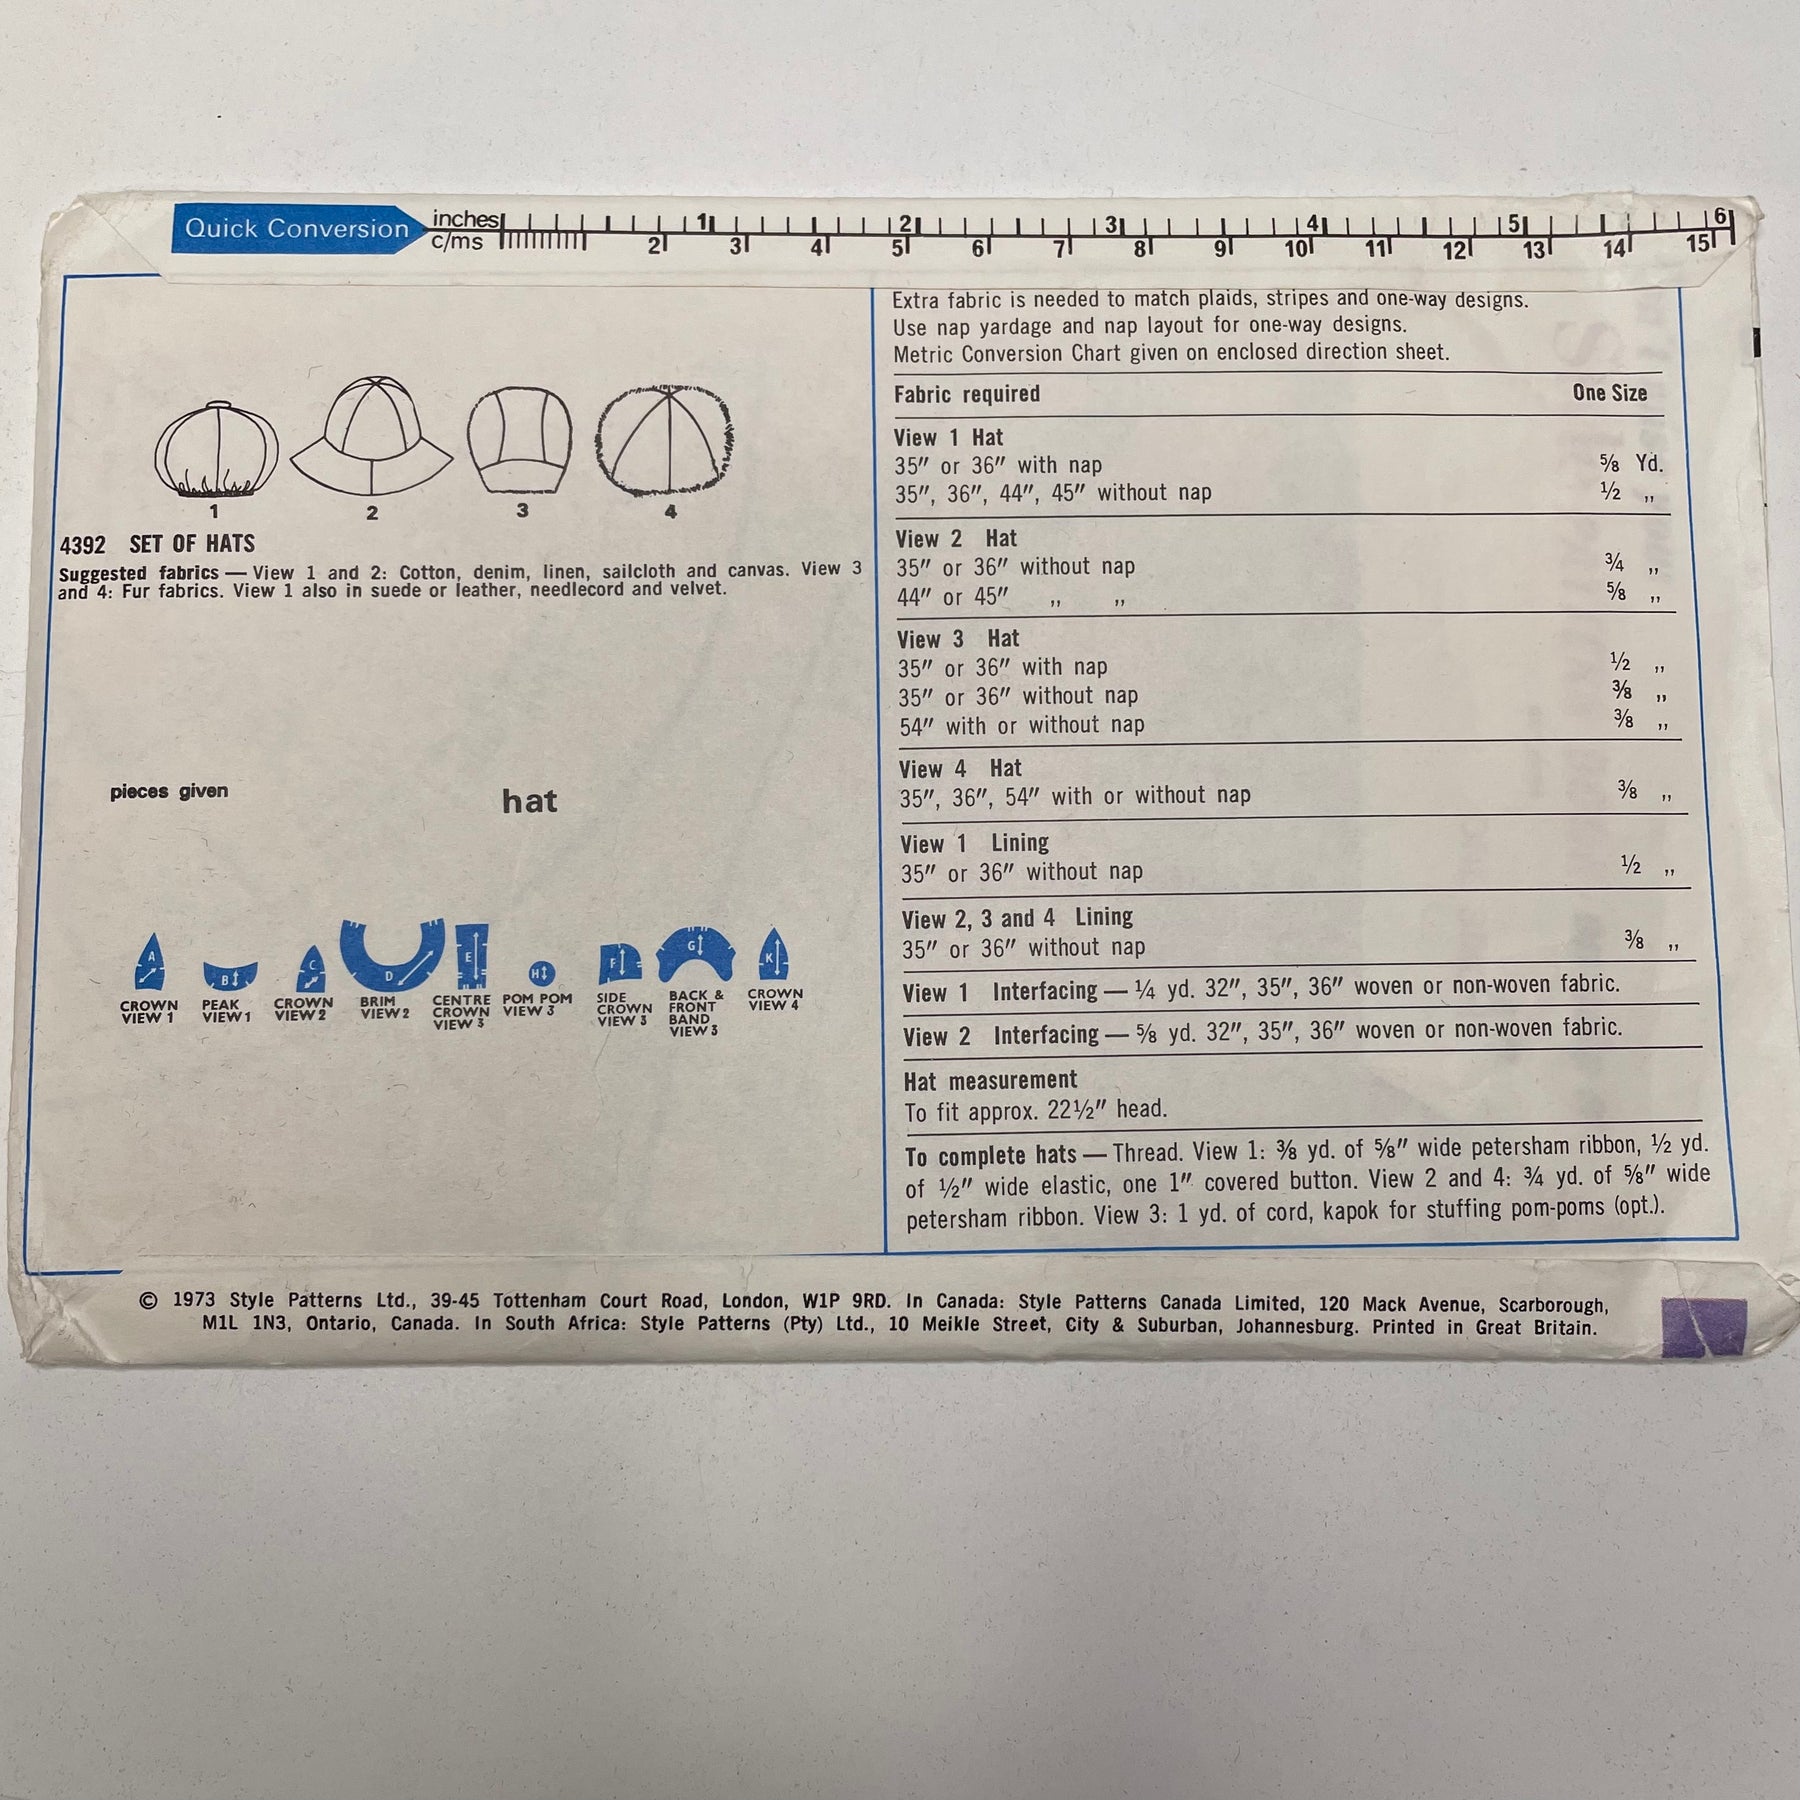 Quick Conversion
inches 1 2 3 4 5 6
c/ms 2 3 4 5 6 7 8 9 10 11 12 13 14 15
1 2 3 4
4392 SET OF HATS
Suggested fabrics — View 1 and 2: Cotton, denim, linen, sailcloth and canvas. View 3
and 4: Fur fabrics. View 1 also in suede or leather, needlecord and velvet.
pieces given
hat
A
B
C
D
E
H
F
G
K
CROWN
VIEW 1
PEAK
VIEW 1
CROWN
VIEW 2
BRIM
VIEW 2
CENTRE
CROWN
VIEW 3
POM POM
VIEW 3
SIDE
CROWN
VIEW 3
BACK &
FRONT
BAND
VIEW 3
CROWN
VIEW 4
Extra fabric is needed to match plaids, stripes and one-way designs.
Use nap yardage and nap layout for one-way designs.
Metric Conversion Chart given on enclosed direction sheet.
Fabric required One Size
View 1 Hat
35″ or 36″ with nap ⅝ Yd.
35″, 36″, 44″, 45″ without nap ½ ,,
View 2 Hat
35″ or 36″ without nap ¾ ,,
44″ or 45″ ,, ,, ⅝ ,,
View 3 Hat
35″ or 36″ with nap ½ ,,
35″ or 36″ without nap ⅜ ,,
54″ with or without nap ⅜ ,,
View 4 Hat
35″, 36″, 54″ with or without nap ⅜ ,,
View 1 Lining
35″ or 36″ without nap ½ ,,
View 2, 3 and 4 Lining
35″ or 36″ without nap ⅜ ,,
View 1 Interfacing — ¼ yd. 32″, 35″, 36″ woven or non-woven fabric.
View 2 Interfacing — ⅝ yd. 32″, 35″, 36″ woven or non-woven fabric.
Hat measurement
To fit approx. 22½″ head.
To complete hats — Thread. View 1: ⅜ yd. of ⅝″ wide petersham ribbon, ½ yd.
of ½″ wide elastic, one 1″ covered button. View 2 and 4: ¾ yd. of ⅝″ wide
petersham ribbon. View 3: 1 yd. of cord, kapok for stuffing pom-poms (opt.).
© 1973 Style Patterns Ltd., 39-45 Tottenham Court Road, London, W1P 9RD. In Canada: Style Patterns Canada Limited, 120 Mack Avenue, Scarborough,
M1L 1N3, Ontario, Canada. In South Africa: Style Patterns (Pty) Ltd., 10 Meikle Street, City & Suburban, Johannesburg. Printed in Great Britain.